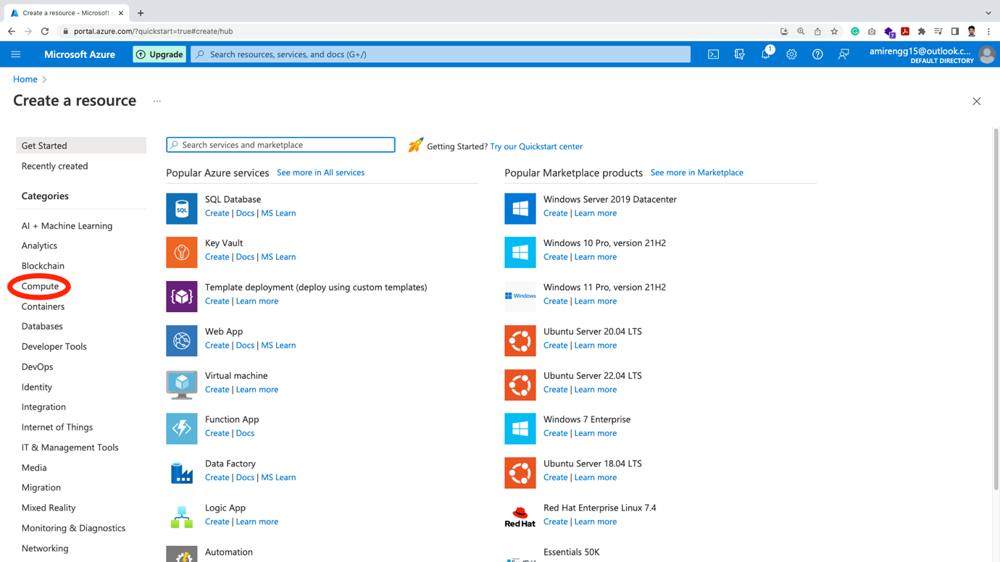 Create a resource - Microsoft A
portal.azure.com/?quickstart=true#create/hub
7
Microsoft Azure
Upgrade
Search resources, services, and docs (G+/)
1
amirengg15@outlook.c...
DEFAULT DIRECTORY
Home
Create a resource
...
Get Started
Recently created
Categories
AI + Machine Learning
Analytics
Blockchain
Compute
Containers
Databases
Developer Tools
DevOps
Identity
Integration
Internet of Things
IT & Management Tools
Media
Migration
Mixed Reality
Monitoring & Diagnostics
Networking
Search services and marketplace
Getting Started? Try our Quickstart center
Popular Azure services See more in All services
SQL
SQL Database
Create | Docs | MS Learn
Key Vault
Create | Docs | MS Learn
Template deployment (deploy using custom templates)
Create | Learn more
Web App
Create | Docs | MS Learn
Virtual machine
Create | Learn more
Function App
Create | Docs
Data Factory
Create | Docs | MS Learn
Logic App
Create | Learn more
Automation
Popular Marketplace products See more in Marketplace
Windows Server 2019 Datacenter
Create | Learn more
Windows 10 Pro, version 21H2
Create | Learn more
Windows
Windows 11 Pro, version 21H2
Create | Learn more
Ubuntu Server 20.04 LTS
Create | Learn more
Ubuntu Server 22.04 LTS
Create | Learn more
Windows 7 Enterprise
Create | Learn more
Ubuntu Server 18.04 LTS
Create | Learn more
Red Hat
Red Hat Enterprise Linux 7.4
Create | Learn more
Essentials 50K